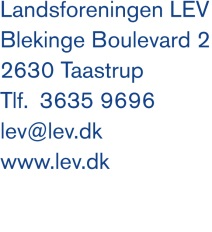 Landsforeningen LEV
Blekinge Boulevard 2
2630 Taastrup
Tlf.  3635 9696
lev@lev.dk
www.lev.dk